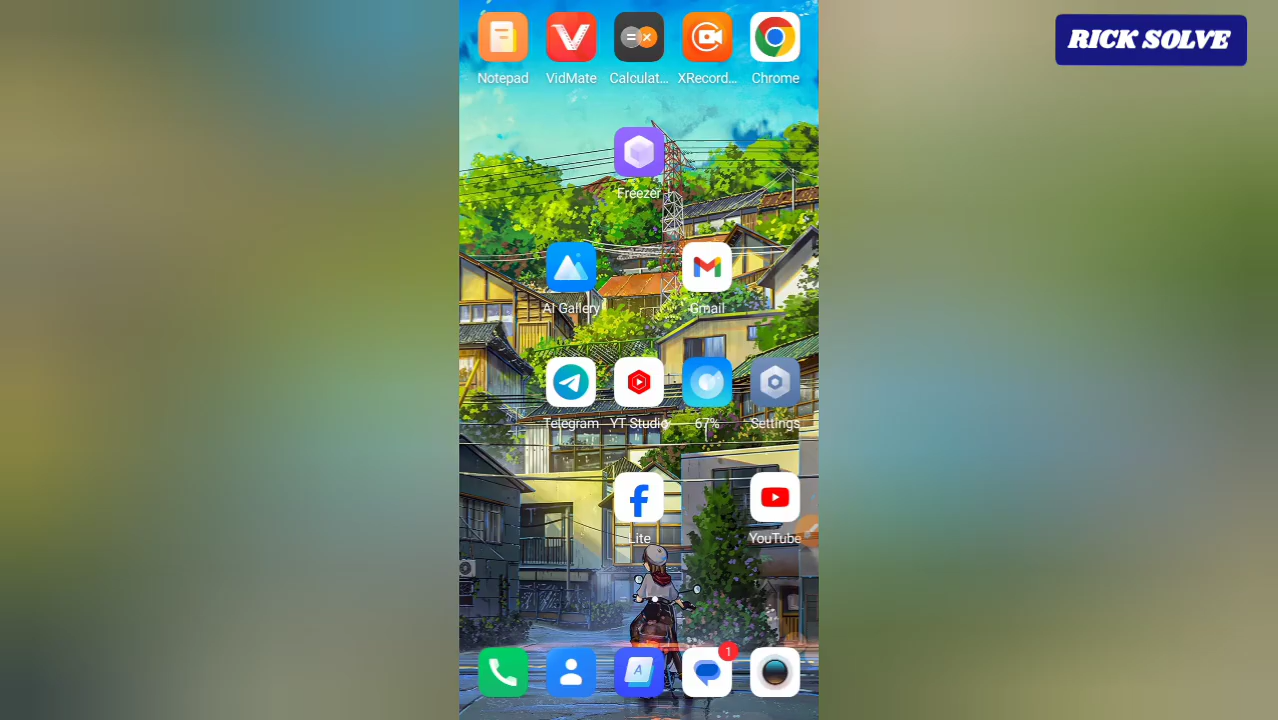 RICK SOLVE
Notepad
VidMate
Calculat...
XRecord...
Chrome
Freezer
AI Gallery
Gmail
Telegram
YT Studio
67%
Settings
Lite
YouTube
A
1